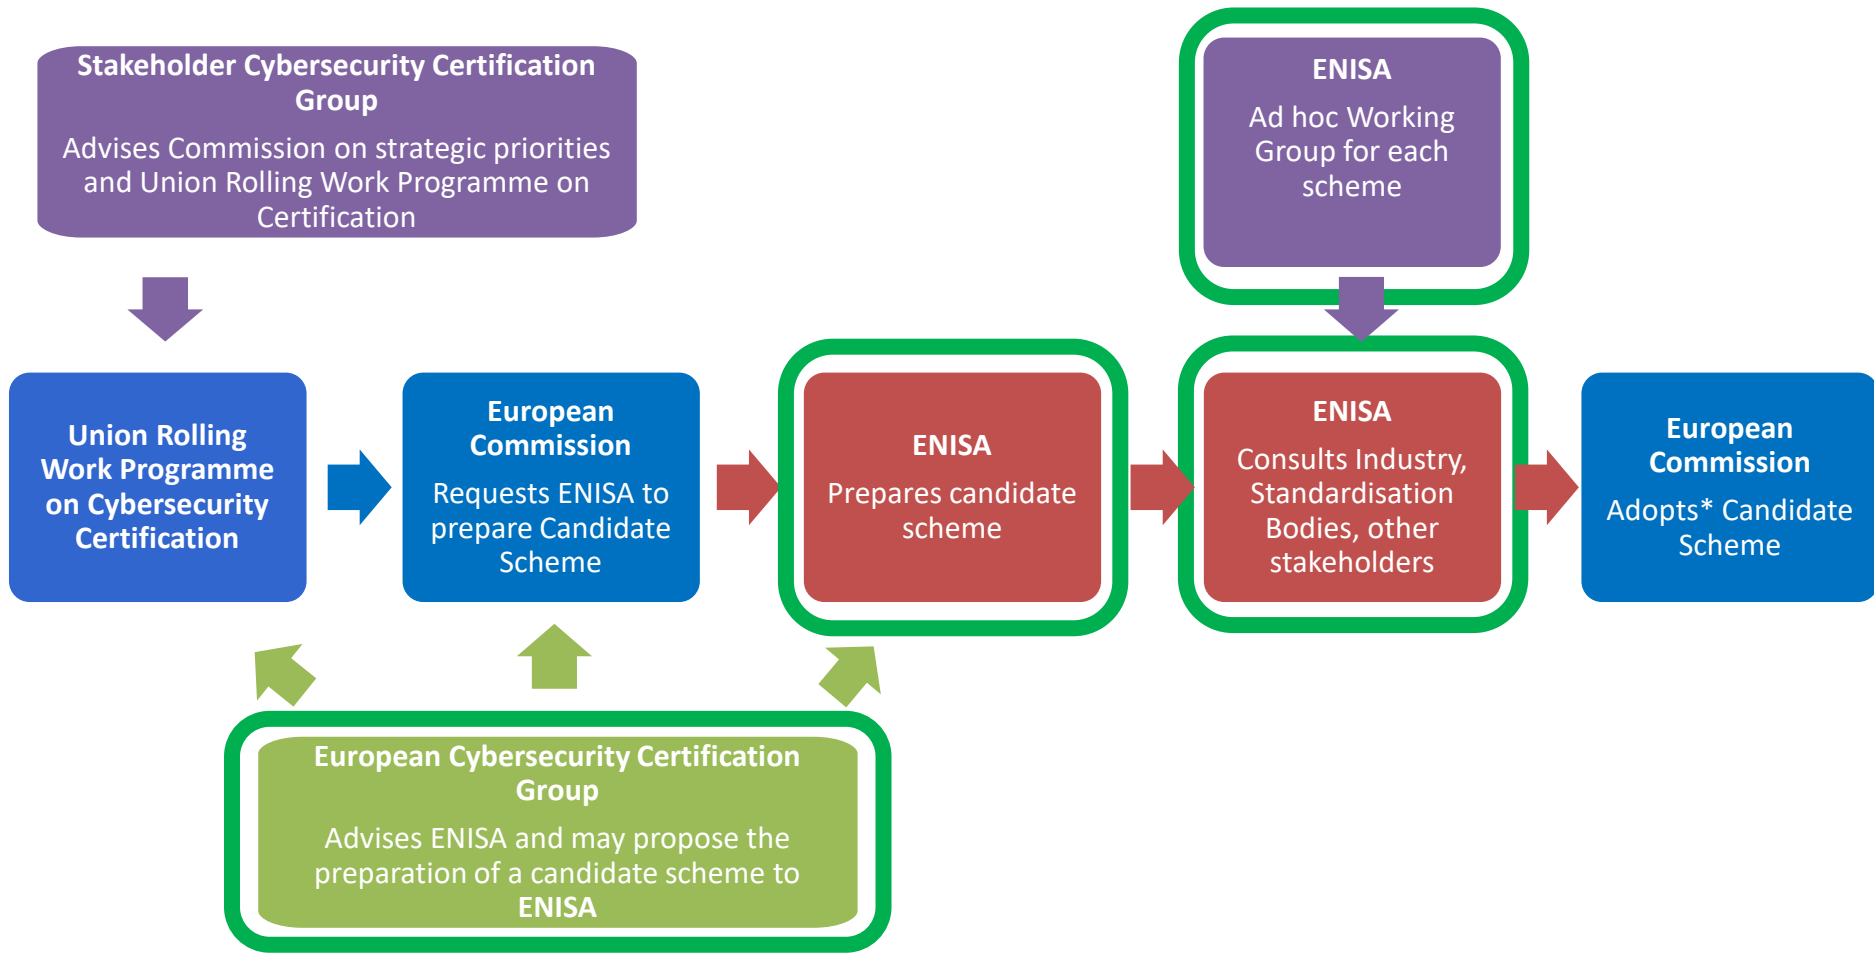 Stakeholder Cybersecurity Certification
Group
Advises Commission on strategic priorities
and Union Rolling Work Programme on
Certification
ENISA
Ad hoc Working
Group for each
scheme
Union Rolling
Work Programme
on Cybersecurity
Certification
European
Commission
Requests ENISA to
prepare Candidate
Scheme
ENISA
Prepares candidate
scheme
ENISA
Consults Industry,
Standardisation
Bodies, other
stakeholders
European
Commission
Adopts* Candidate
Scheme
European Cybersecurity Certification
Group
Advises ENISA and may propose the
preparation of a candidate scheme to
ENISA